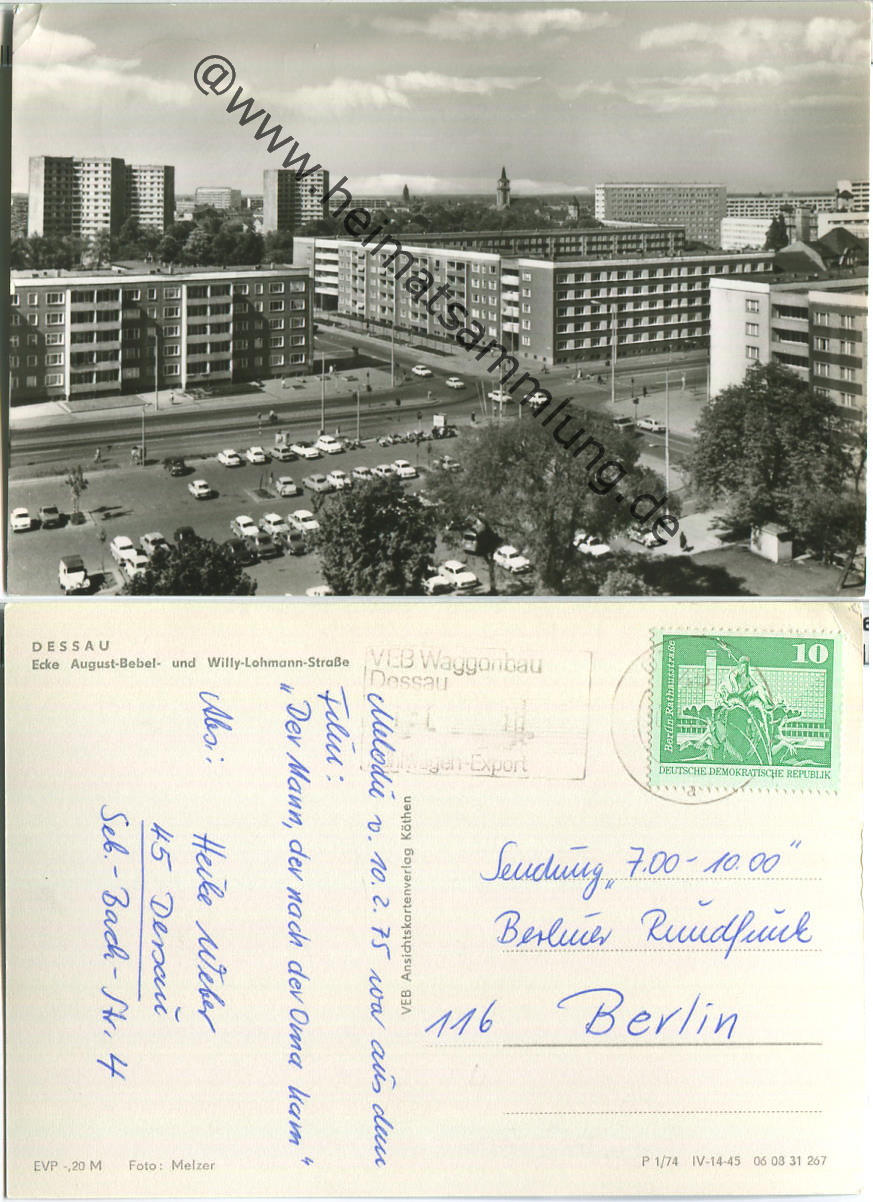 @www.heimatsammlung.de
DESSAU
Ecke August-Bebel- und Willy-Lohmann-Straße
VEB Waggonbau
Dessau
Kühlwagen-Export
a
10
Berlin, Rathausstraße
DEUTSCHE DEMOKRATISCHE REPUBLIK
Melodie v. 10.2.75 war aus dem
Film:
"Der Mann, der nach der Oma kam"
Abs.: Heike Weber
45 Dessau
Seb.-Bach-Str. 4
VEB Ansichtskartenverlag Köthen
Sendung "7.00-10.00"
Berliner Rundfunk
116 Berlin
EVP -,20 M Foto: Melzer
P 1/74 IV-14-45 06 08 31 267